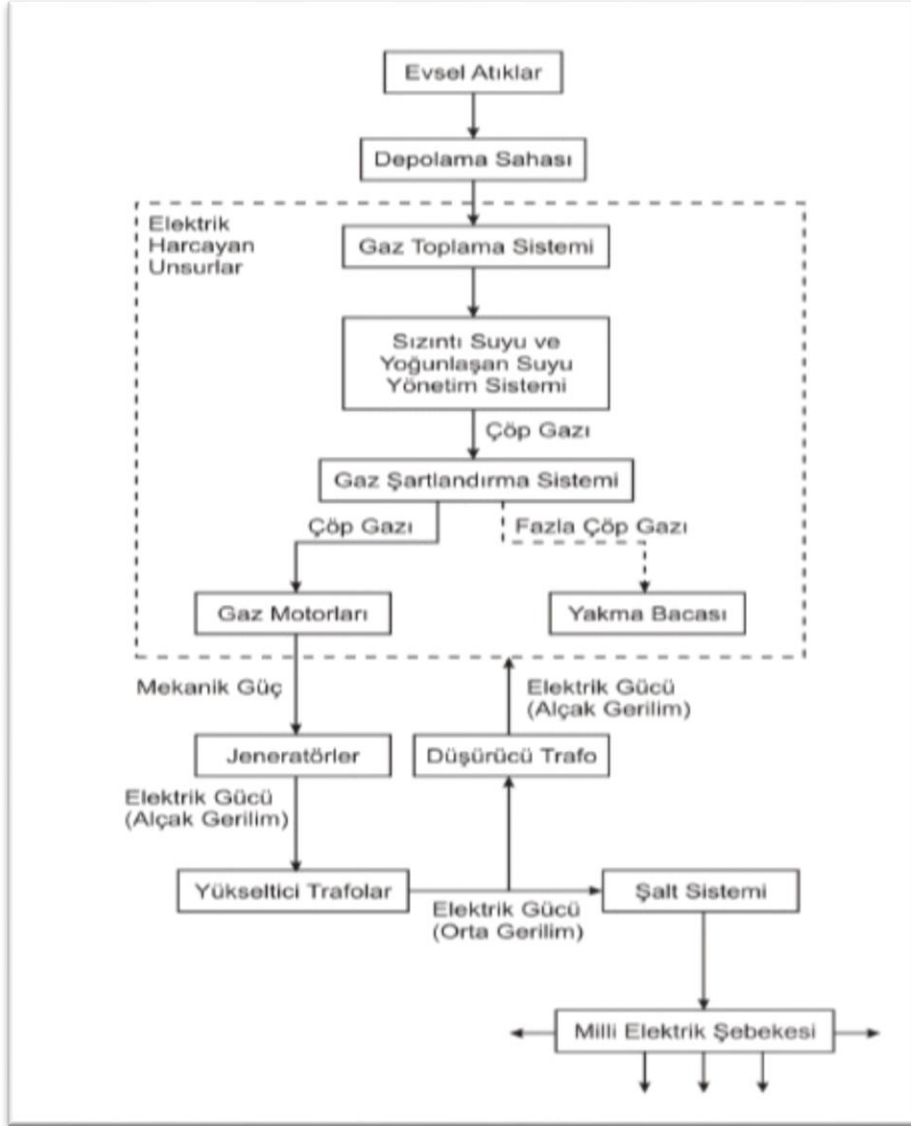 Evsel Atıklar
Depolama Sahası
Elektrik
Harcayan
Unsurlar
Gaz Toplama Sistemi
Sızıntı Suyu ve
Yoğunlaşan Suyu
Yönetim Sistemi
Çöp Gazı
Gaz Şartlandırma Sistemi
Çöp Gazı
Fazla Çöp Gazı
Gaz Motorları
Yakma Bacası
Mekanik Güç
Elektrik Gücü
(Alçak Gerilim)
Jeneratörler
Düşürücü Trafo
Elektrik Gücü
(Alçak Gerilim)
Yükseltici Trafolar
Elektrik Gücü
(Orta Gerilim)
Şalt Sistemi
Milli Elektrik Şebekesi